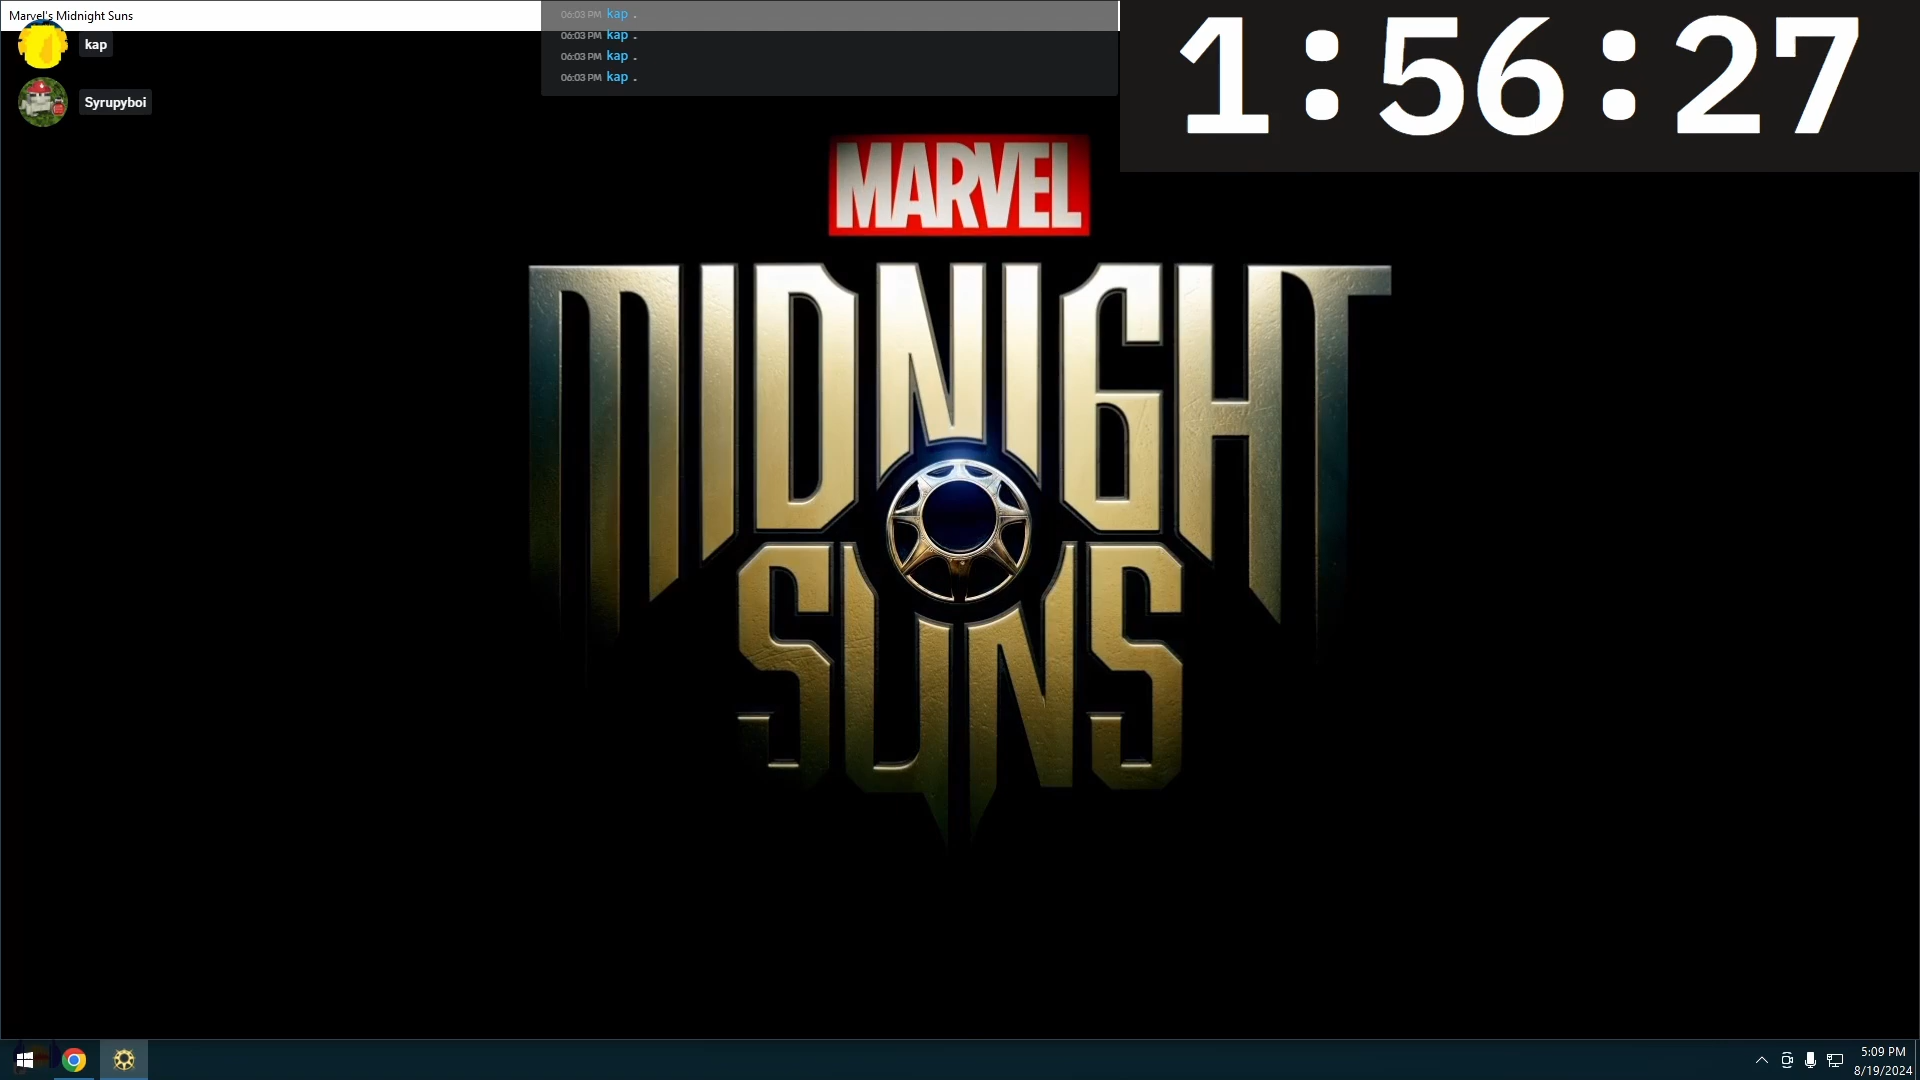 Marvel's Midnight Suns
kap
Syrupyboi
06:03 PM kap .
06:03 PM kap .
06:03 PM kap .
06:03 PM kap .
1:56:27
MARVEL
MIDNIGHT
SUNS
5:09 PM
8/19/2024